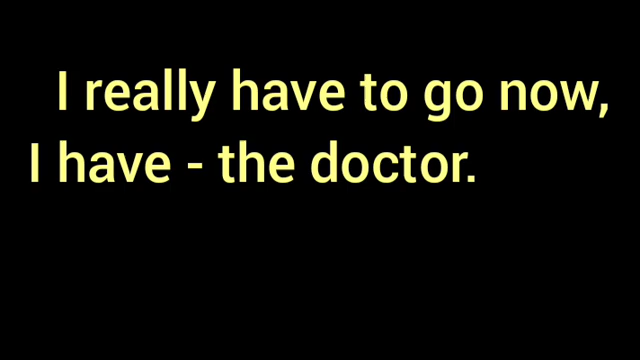 I really have to go now,
I have - the doctor.